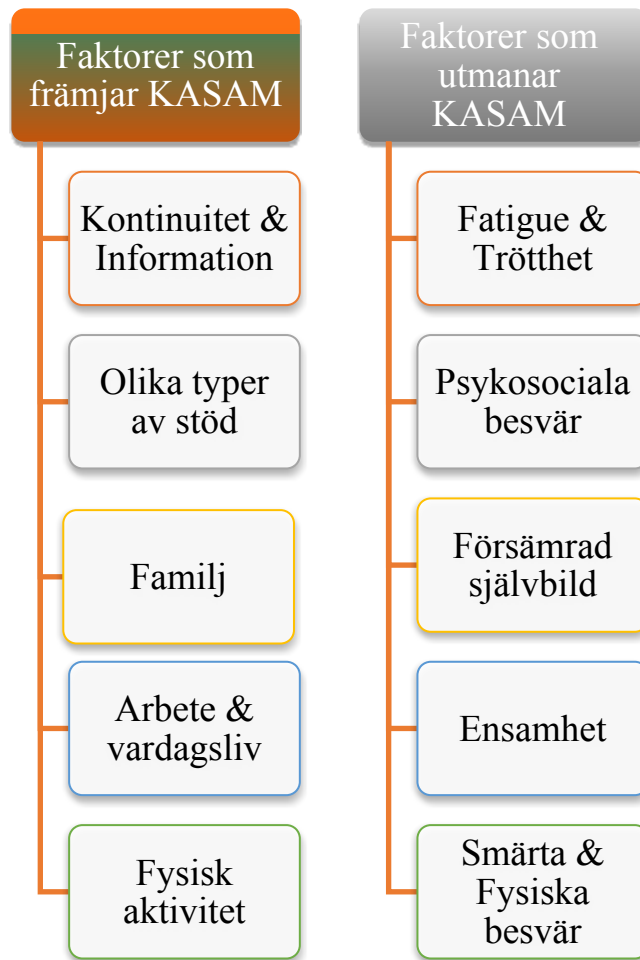 Faktorer som
främjar KASAM
Kontinuitet &
Information
Olika typer
av stöd
Familj
Arbete &
vardagsliv
Fysisk
aktivitet
Faktorer som
utmanar
KASAM
Fatigue &
Trötthet
Psykosociala
besvär
Försämrad
självbild
Ensamhet
Smärta &
Fysiska
besvär